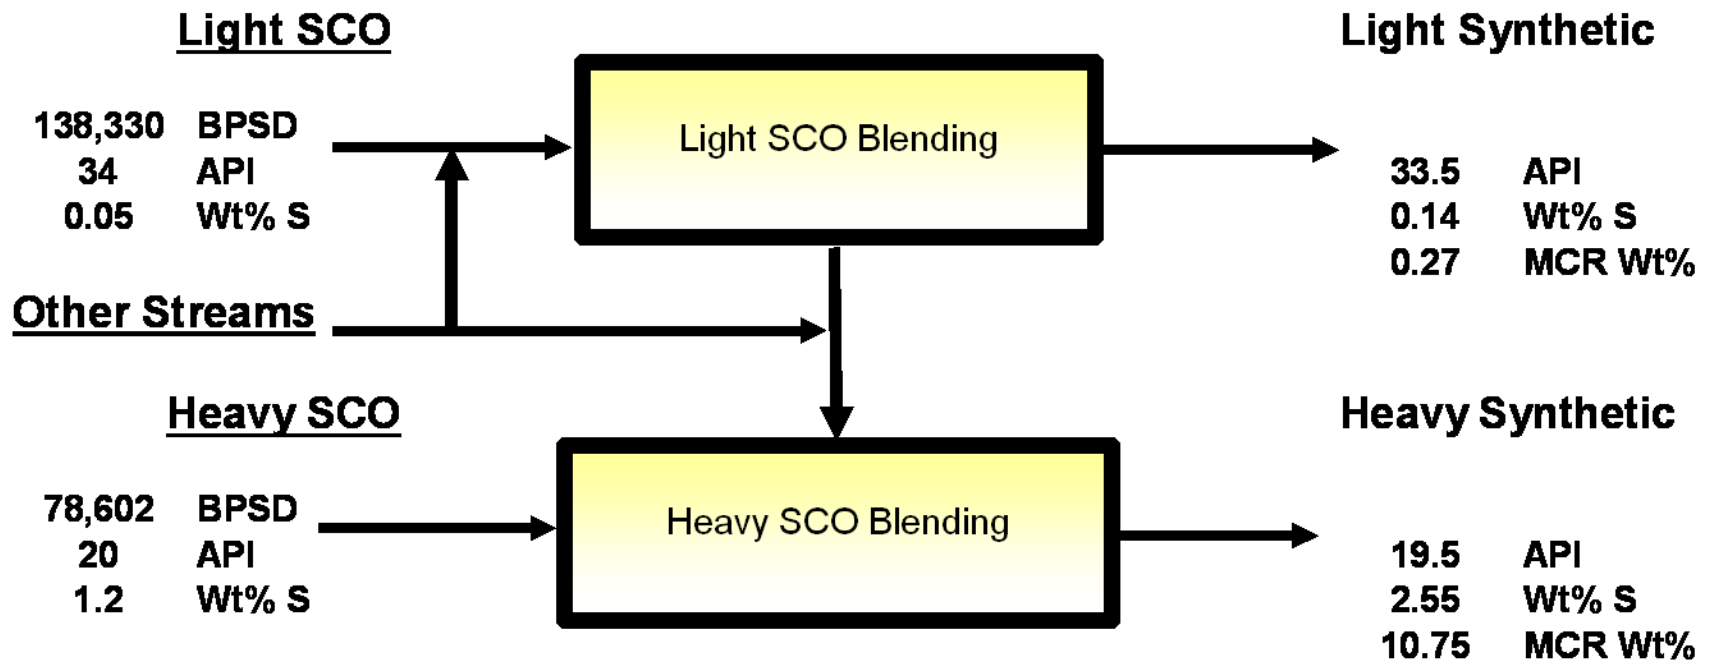 Light SCO
Light Synthetic
138,330 BPSD
34 API
0.05 Wt% S
Light SCO Blending
33.5 API
0.14 Wt% S
0.27 MCR Wt%
Other Streams
Heavy SCO
Heavy Synthetic
78,602 BPSD
20 API
1.2 Wt% S
Heavy SCO Blending
19.5 API
2.55 Wt% S
10.75 MCR Wt%